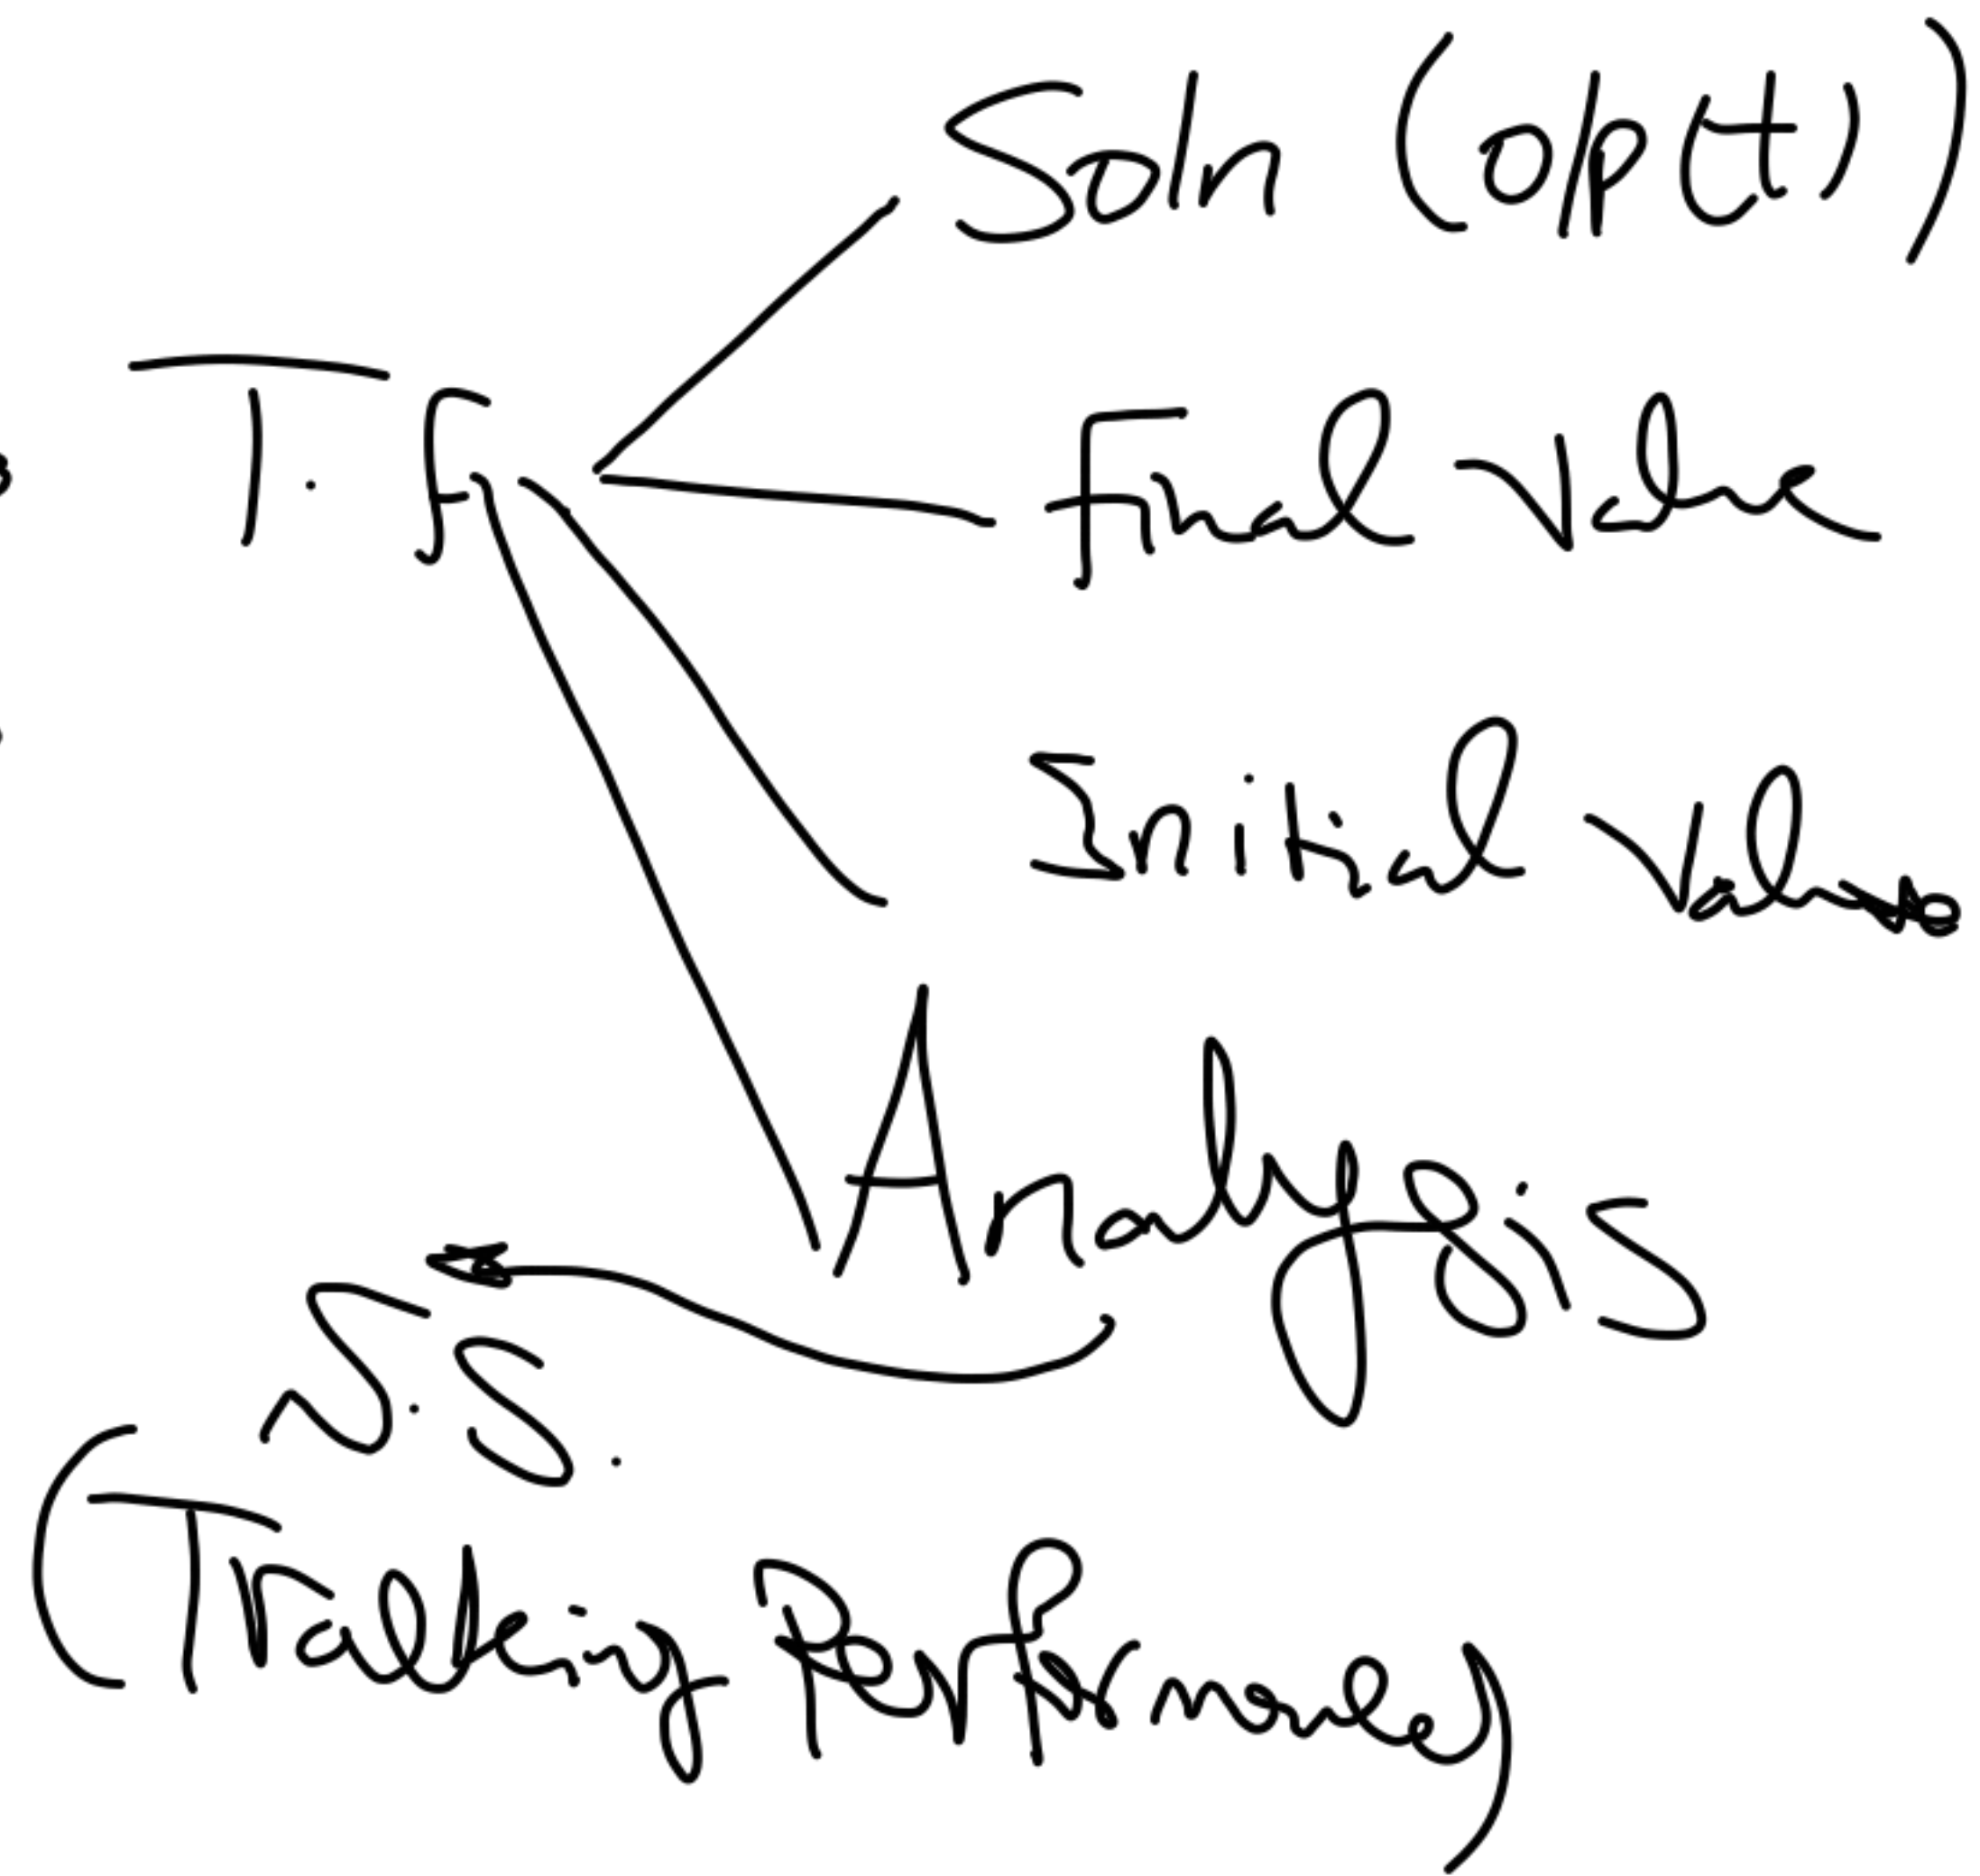 Soln (o/p(t))
T. F.
Final Value
Initial Value
Analysis
S.S.
(Tracking Performance)